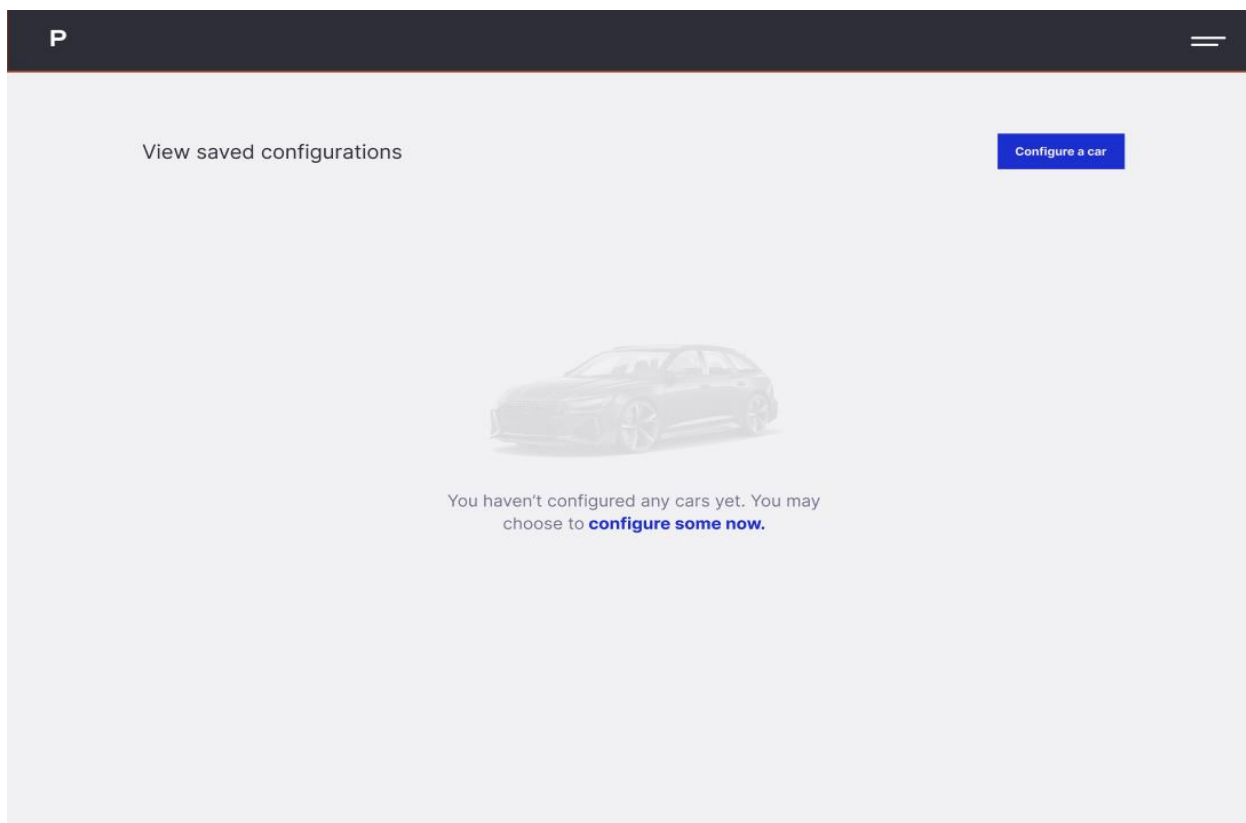 P
View saved configurations
Configure a car
You haven’t configured any cars yet. You may
choose to configure some now.